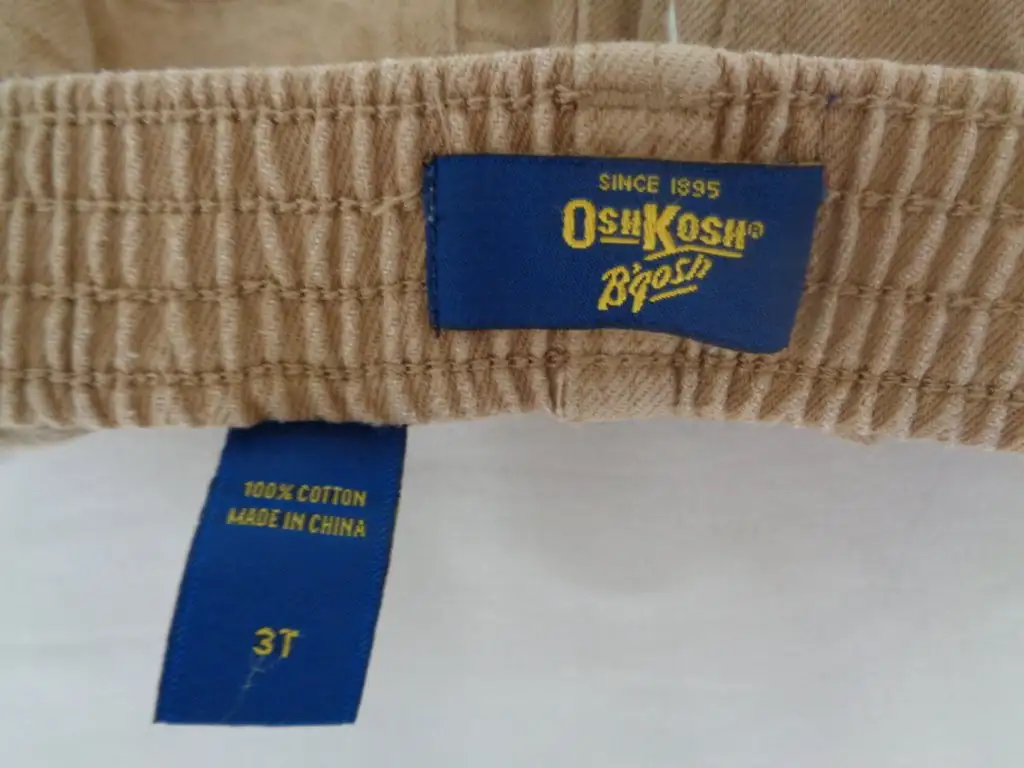 SINCE 1895
OSHKOSH®
B'gosh
100% COTTON
MADE IN CHINA
3T